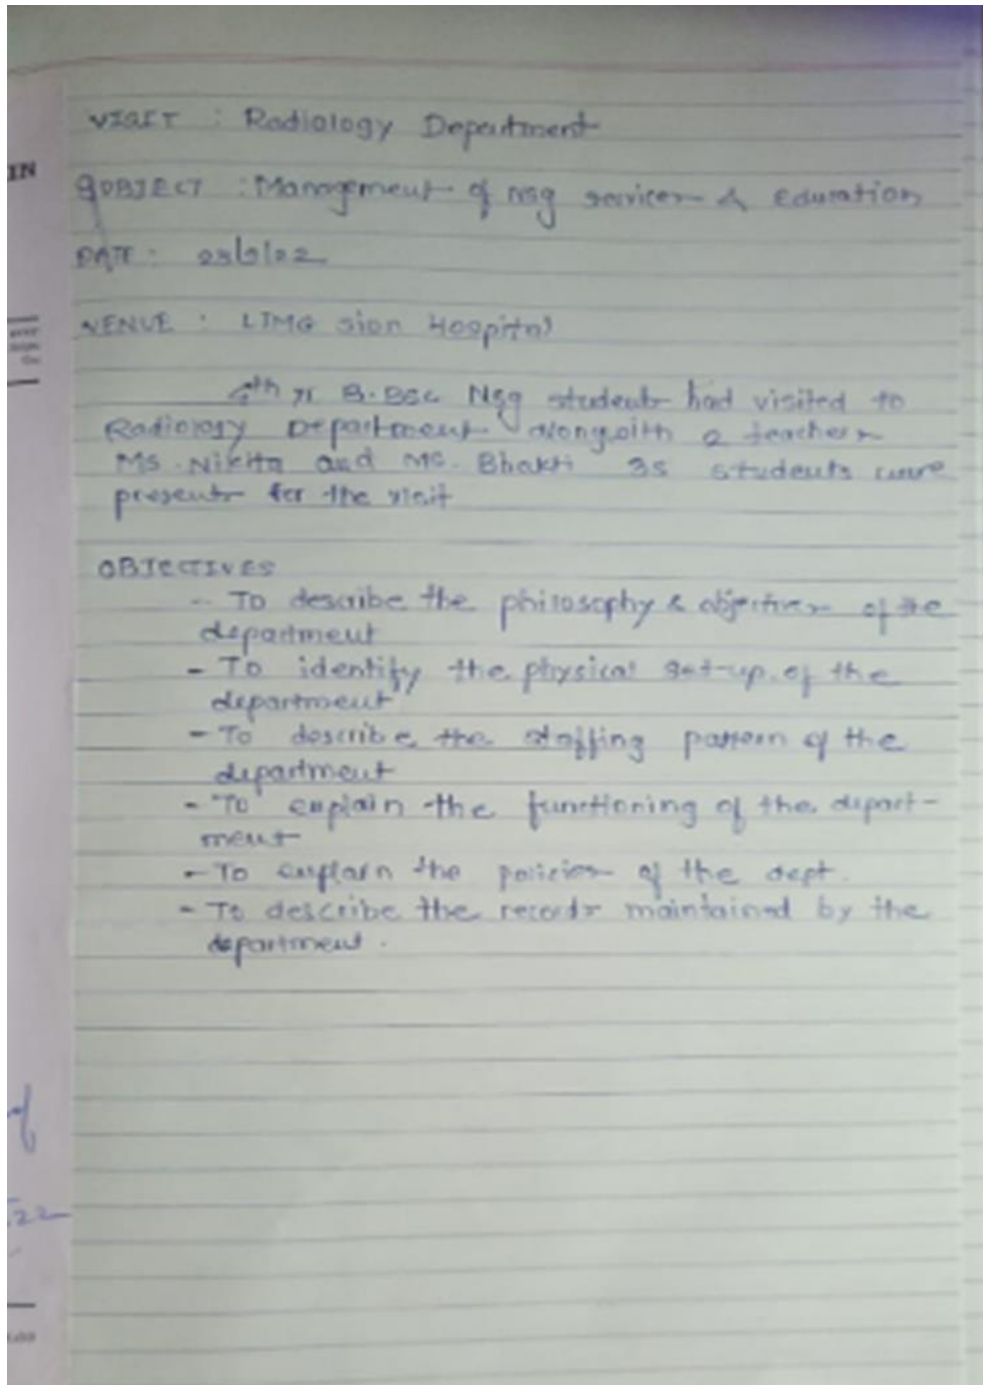 VISIT : Radiology Department
IN
SUBJECT : Management of nsg services & Education
DATE : 23/9/22
VENUE : LTMG Sion Hospital
4th yr B.BSC Nsg students had visited to
Radiology Department alongwith 2 teachers
Ms. Nikita and Ms. Bhakti 35 students were
presents for the visit
OBJECTIVES
- To describe the philosophy & objectives of the
department
- To identify the physical set-up of the
department
- To describe the staffing pattern of the
department
- To explain the functioning of the depart-
ment
- To explain the policies of the dept.
- To describe the records maintained by the
department.
22